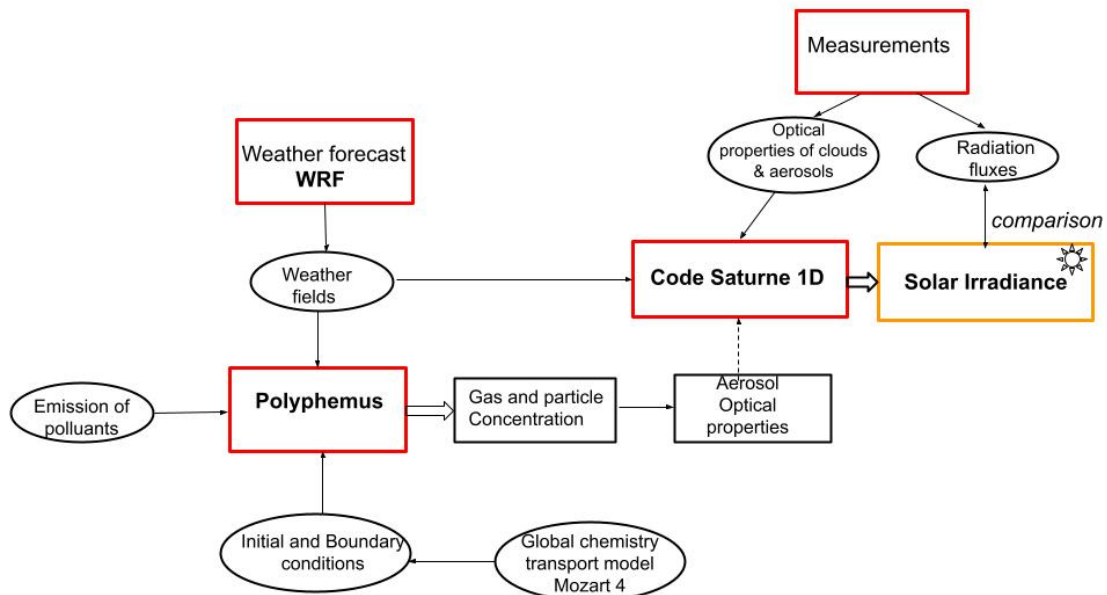 Measurements
Weather forecast
WRF
Optical
properties of clouds
& aerosols
Radiation
fluxes
comparison
Weather
fields
Code Saturne 1D
Solar Irradiance
Emission of
polluants
Polyphemus
Gas and particle
Concentration
Aerosol
Optical
properties
Initial and Boundary
conditions
Global chemistry
transport model
Mozart 4